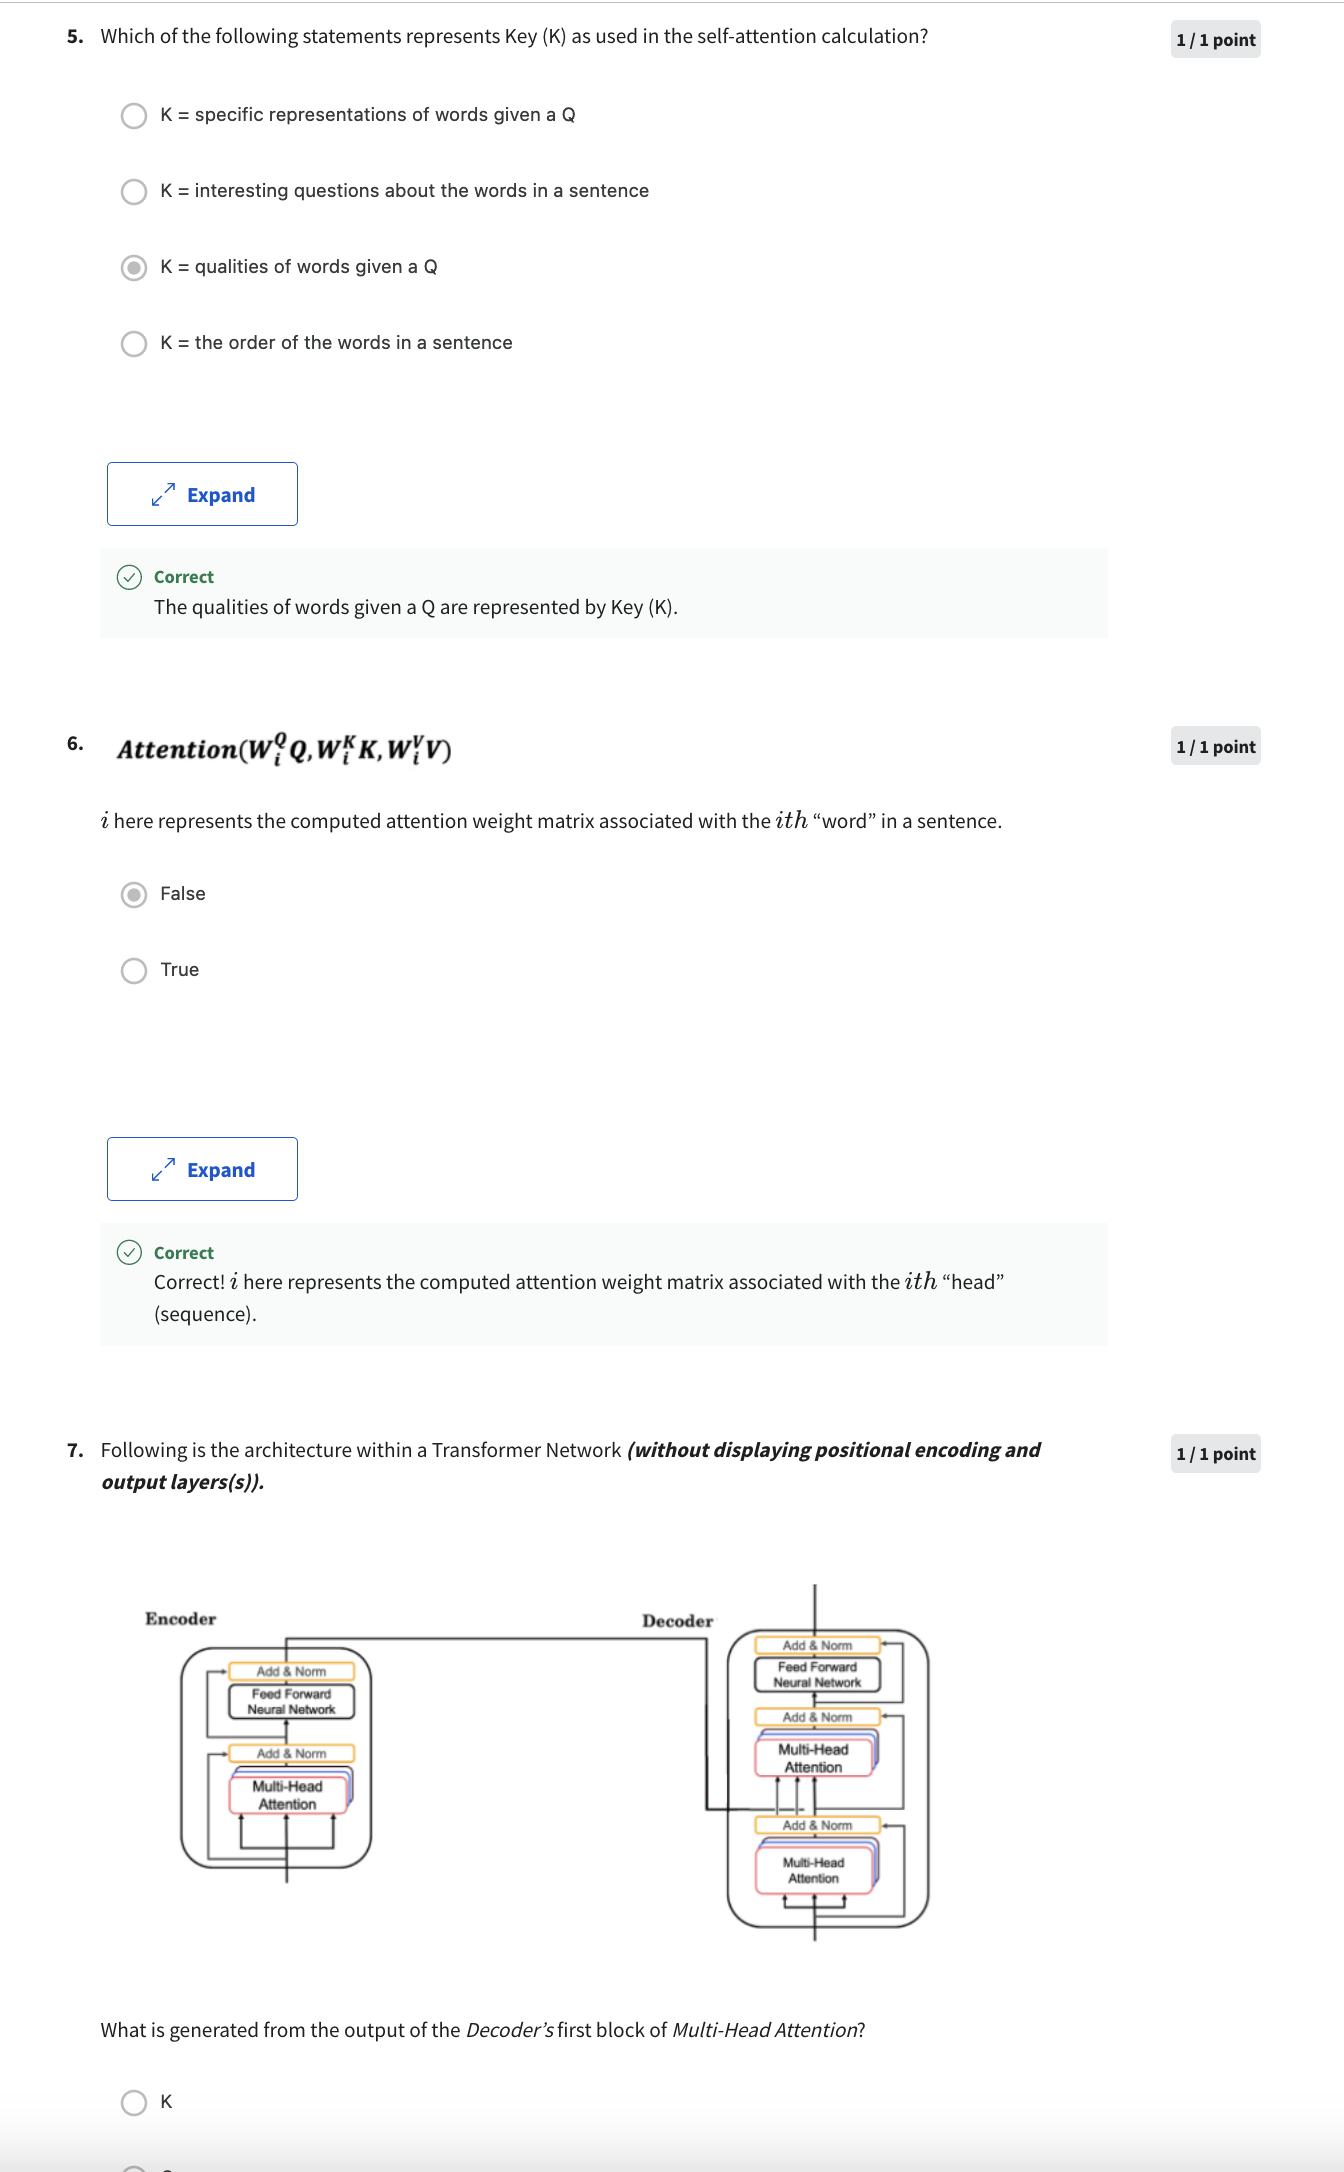 5. Which of the following statements represents Key (K) as used in the self-attention calculation?
1 / 1 point
K = specific representations of words given a Q
K = interesting questions about the words in a sentence
K = qualities of words given a Q
K = the order of the words in a sentence
Expand
Correct
The qualities of words given a Q are represented by Key (K).
6. Attention(W_i^Q Q, W_i^K K, W_i^V V)
1 / 1 point
i here represents the computed attention weight matrix associated with the ith “word” in a sentence.
False
True
Expand
Correct
Correct! i here represents the computed attention weight matrix associated with the ith “head”
(sequence).
7. Following is the architecture within a Transformer Network (without displaying positional encoding and
output layers(s)).
1 / 1 point
Encoder
Add & Norm
Feed Forward
Neural Network
Add & Norm
Multi-Head
Attention
Decoder
Add & Norm
Feed Forward
Neural Network
Add & Norm
Multi-Head
Attention
Add & Norm
Multi-Head
Attention
What is generated from the output of the Decoder’s first block of Multi-Head Attention?
K